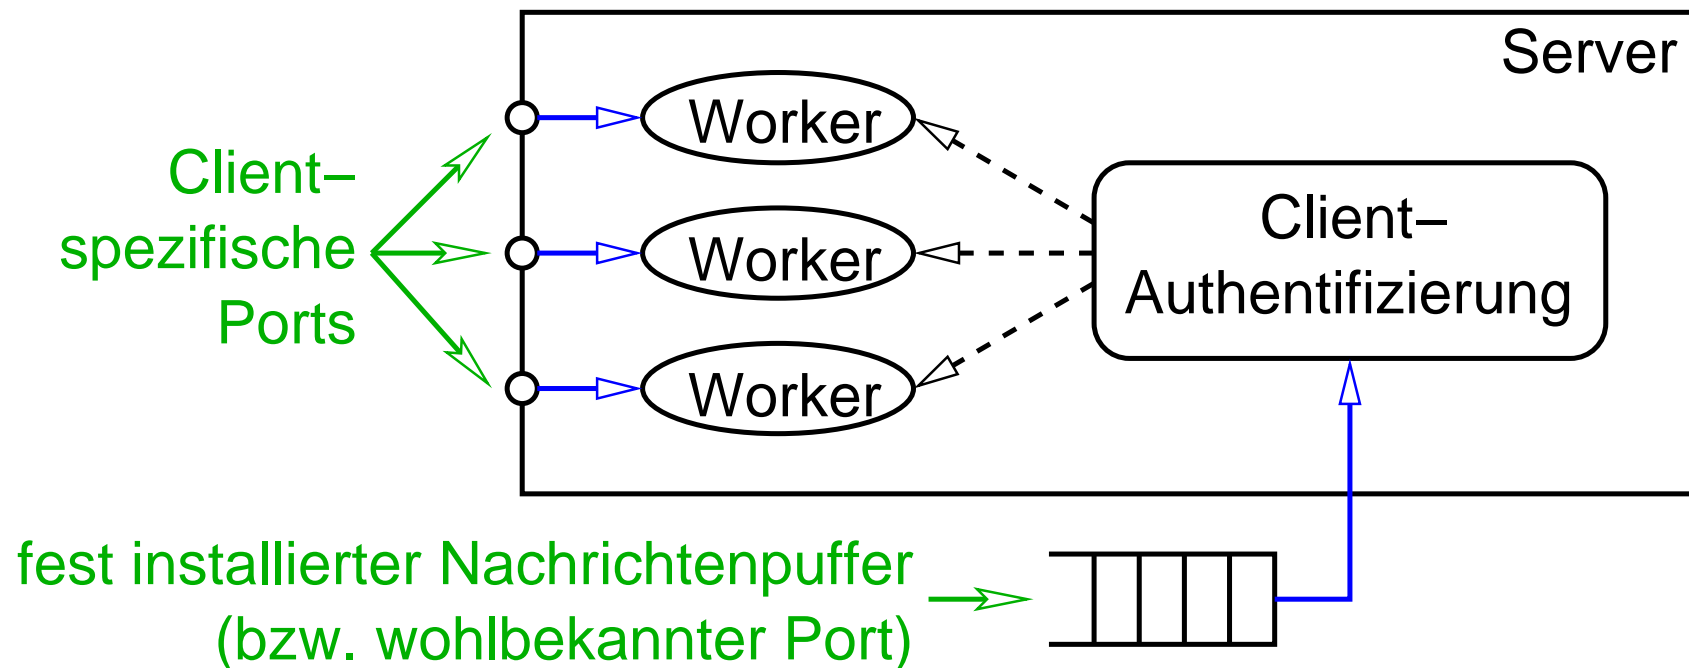 Server
Worker
Client–
spezifische
Ports
Worker
Worker
Client–
Authentifizierung
fest installierter Nachrichtenpuffer
(bzw. wohlbekannter Port)